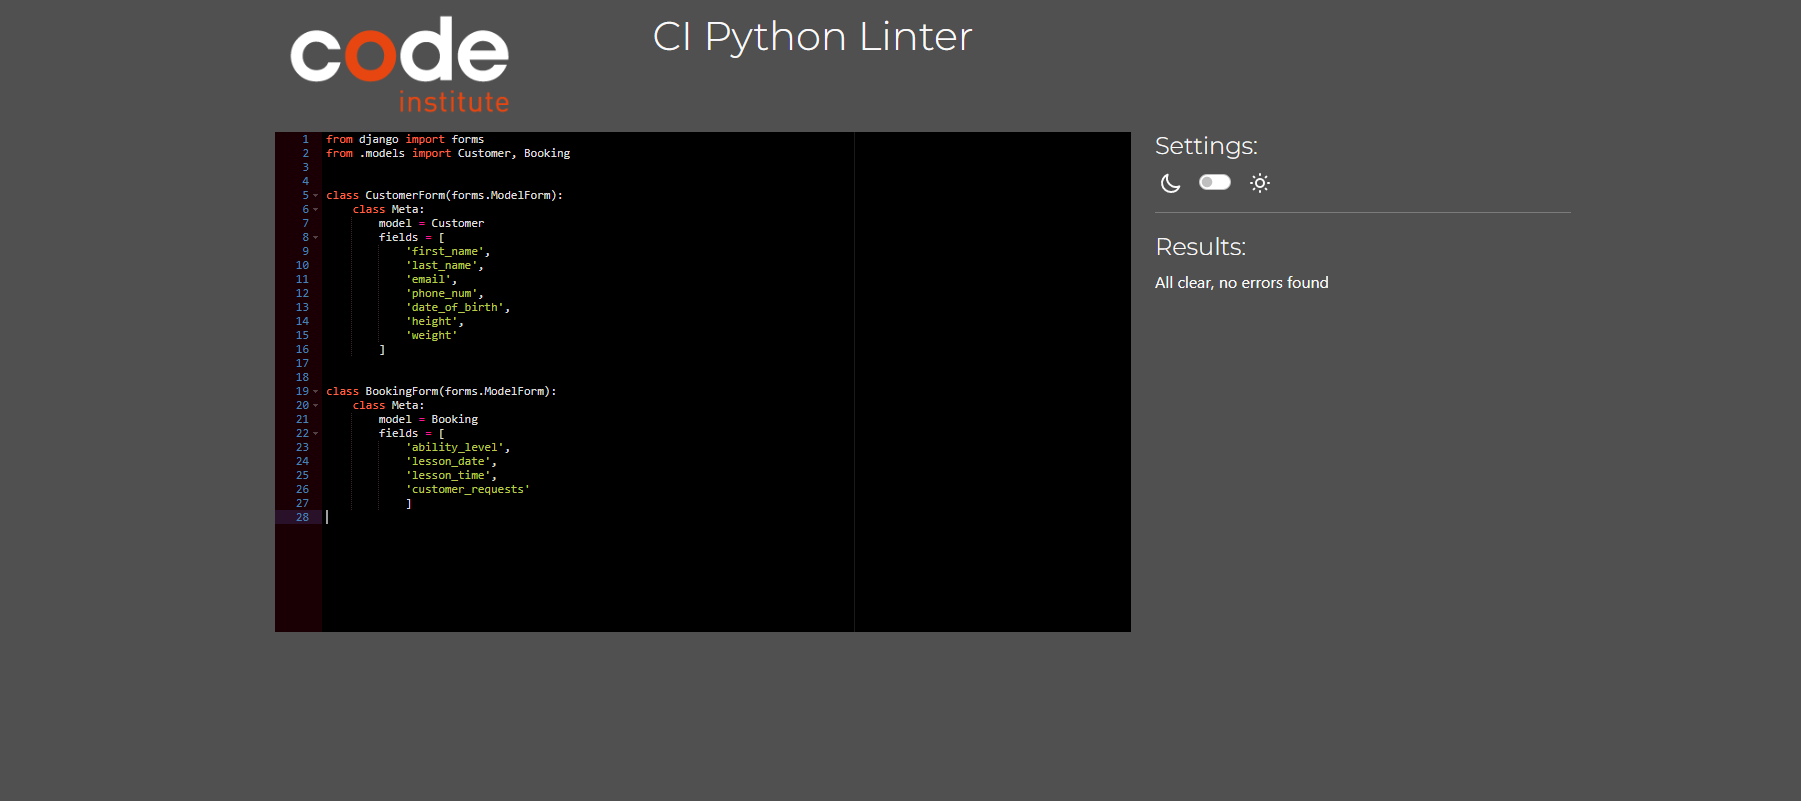 code
institute
CI Python Linter
1 from django import forms
2 from .models import Customer, Booking
3
4
5 class CustomerForm(forms.ModelForm):
6     class Meta:
7         model = Customer
8         fields = [
9             'first_name',
10             'last_name',
11             'email',
12             'phone_num',
13             'date_of_birth',
14             'height',
15             'weight'
16         ]
17
18
19 class BookingForm(forms.ModelForm):
20     class Meta:
21         model = Booking
22         fields = [
23             'ability_level',
24             'lesson_date',
25             'lesson_time',
26             'customer_requests'
27             ]
28
Settings:
Results:
All clear, no errors found